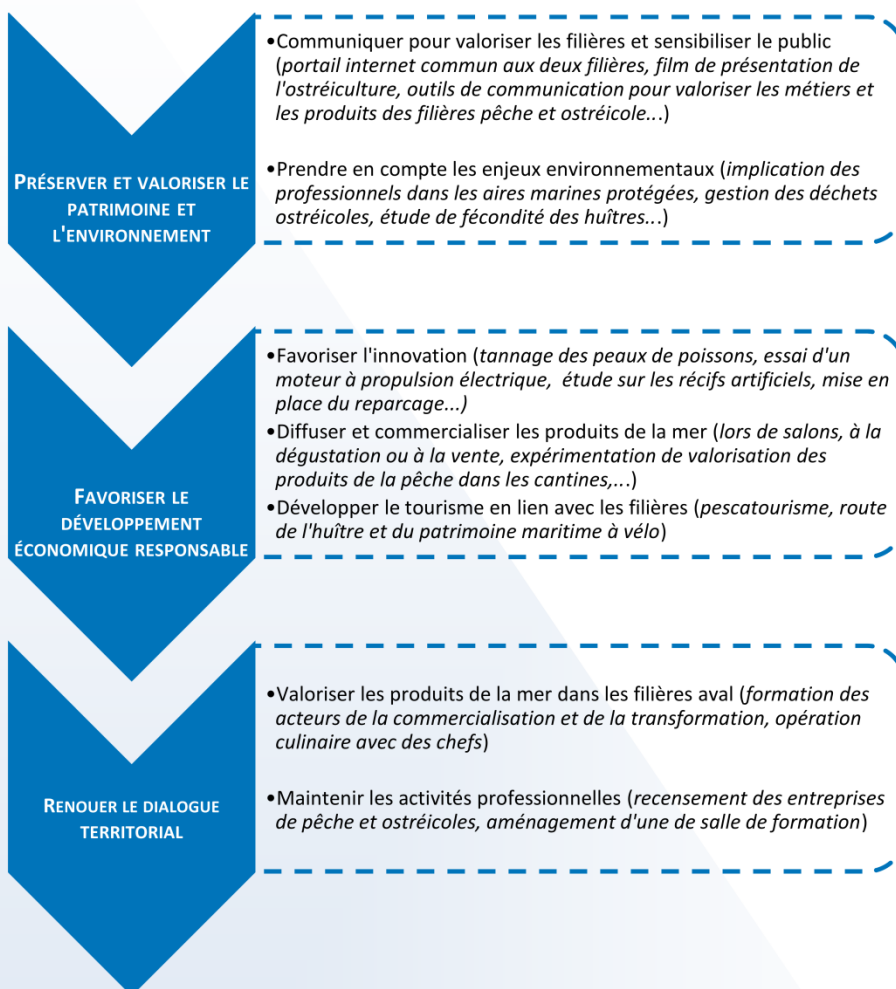 •Communiquer pour valoriser les filières et sensibiliser le public
(portail internet commun aux deux filières, film de présentation de
l'ostréiculture, outils de communication pour valoriser les métiers et
les produits des filières pêche et ostréicole...)
PRÉSERVER ET VALORISER LE
PATRIMOINE ET
L'ENVIRONNEMENT
•Prendre en compte les enjeux environnementaux (implication des
professionnels dans les aires marines protégées, gestion des déchets
ostréicoles, étude de fécondité des huîtres...)
•Favoriser l'innovation (tannage des peaux de poissons, essai d'un
moteur à propulsion électrique, étude sur les récifs artificiels, mise en
place du reparcage...)
•Diffuser et commercialiser les produits de la mer (lors de salons, à la
dégustation ou à la vente, expérimentation de valorisation des
produits de la pêche dans les cantines,...)
FAVORISER LE
DÉVELOPPEMENT
ÉCONOMIQUE RESPONSABLE
•Développer le tourisme en lien avec les filières (pescatourisme, route
de l'huître et du patrimoine maritime à vélo)
•Valoriser les produits de la mer dans les filières aval (formation des
acteurs de la commercialisation et de la transformation, opération
culinaire avec des chefs)
RENOUER LE DIALOGUE
TERRITORIAL
•Maintenir les activités professionnelles (recensement des entreprises
de pêche et ostréicoles, aménagement d'une de salle de formation)